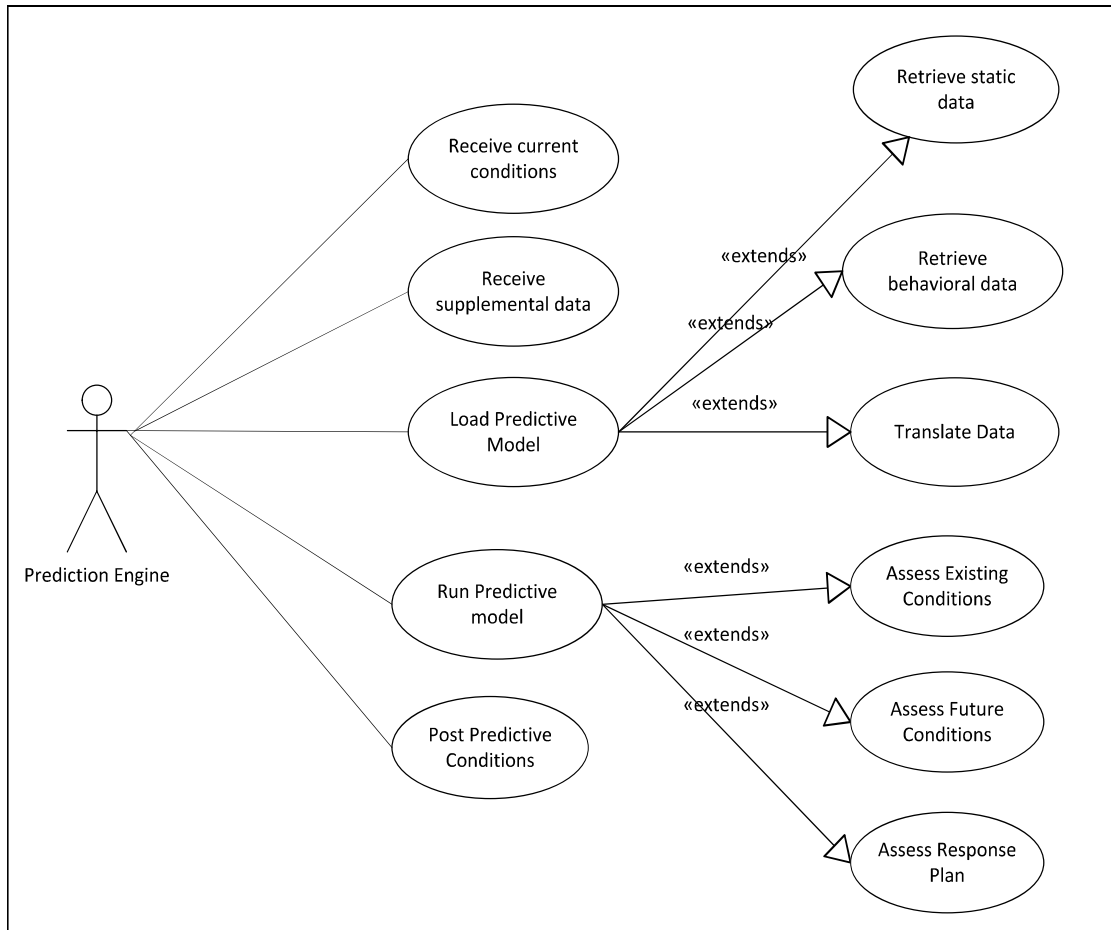 Retrieve static
data
Receive current
conditions
«extends»
Retrieve
behavioral data
Receive
supplemental data
«extends»
«extends»
Load Predictive
Model
Translate Data
Prediction Engine
«extends»
Assess Existing
Conditions
Run Predictive
model
«extends»
«extends»
Assess Future
Conditions
Post Predictive
Conditions
Assess Response
Plan